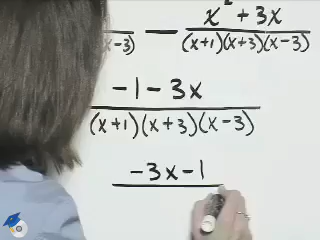 x² + 3x
x-3) — (x+1)(x+3)(x-3)
-1 - 3x
(x+1)(x+3)(x-3)
-3x-1